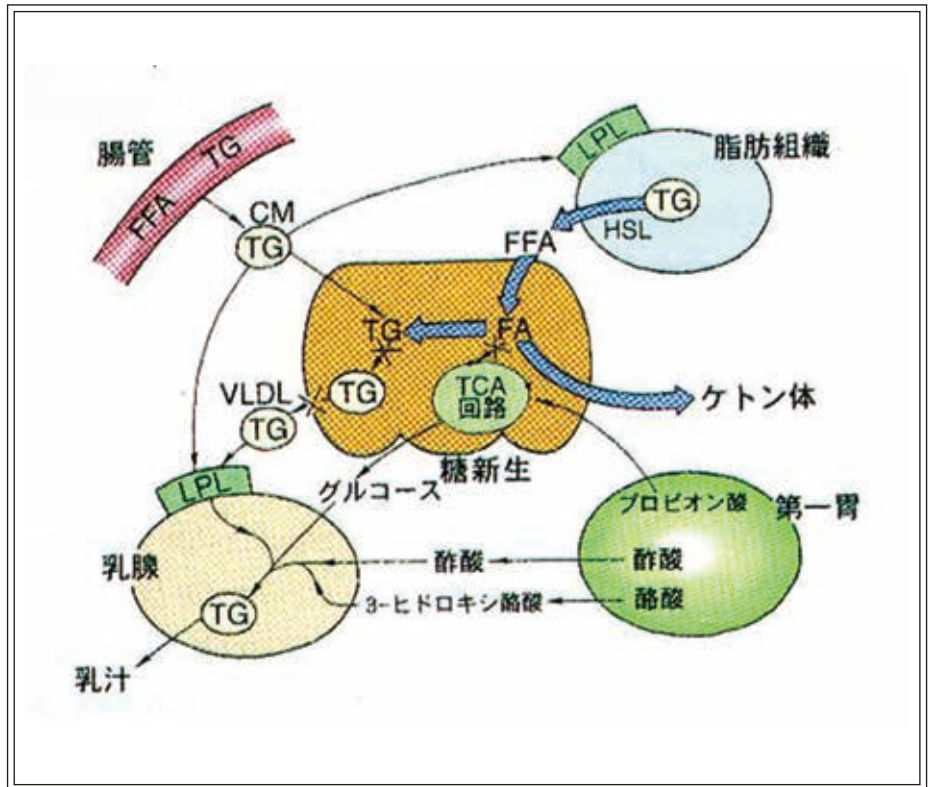 腸管
FFA TG
CM
TG
LPL
脂肪組織
TG
HSL
FFA
TG
FA
TG
TCA
回路
VLDL
TG
ケトン体
糖新生
グルコース
LPL
プロピオン酸
第一胃
乳腺
酢酸
酢酸
3-ヒドロキシ酪酸
酪酸
TG
乳汁